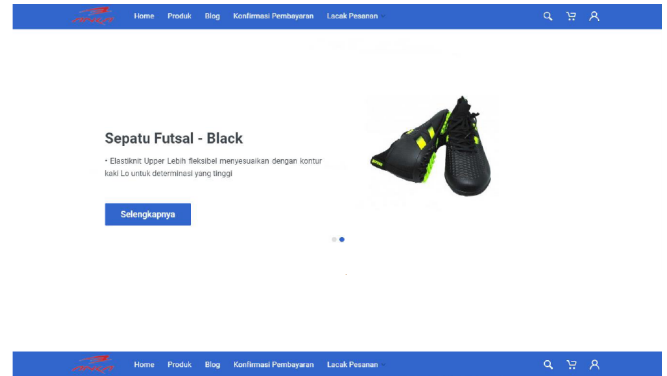 Home Produk Blog Konfirmasi Pembayaran Lacak Pesanan
Sepatu Futsal - Black
• Elastiknit Upper Lebih fleksibel menyesuaikan dengan kontur
kaki Lo untuk determinasi yang tinggi
Selengkapnya
Home Produk Blog Konfirmasi Pembayaran Lacak Pesanan